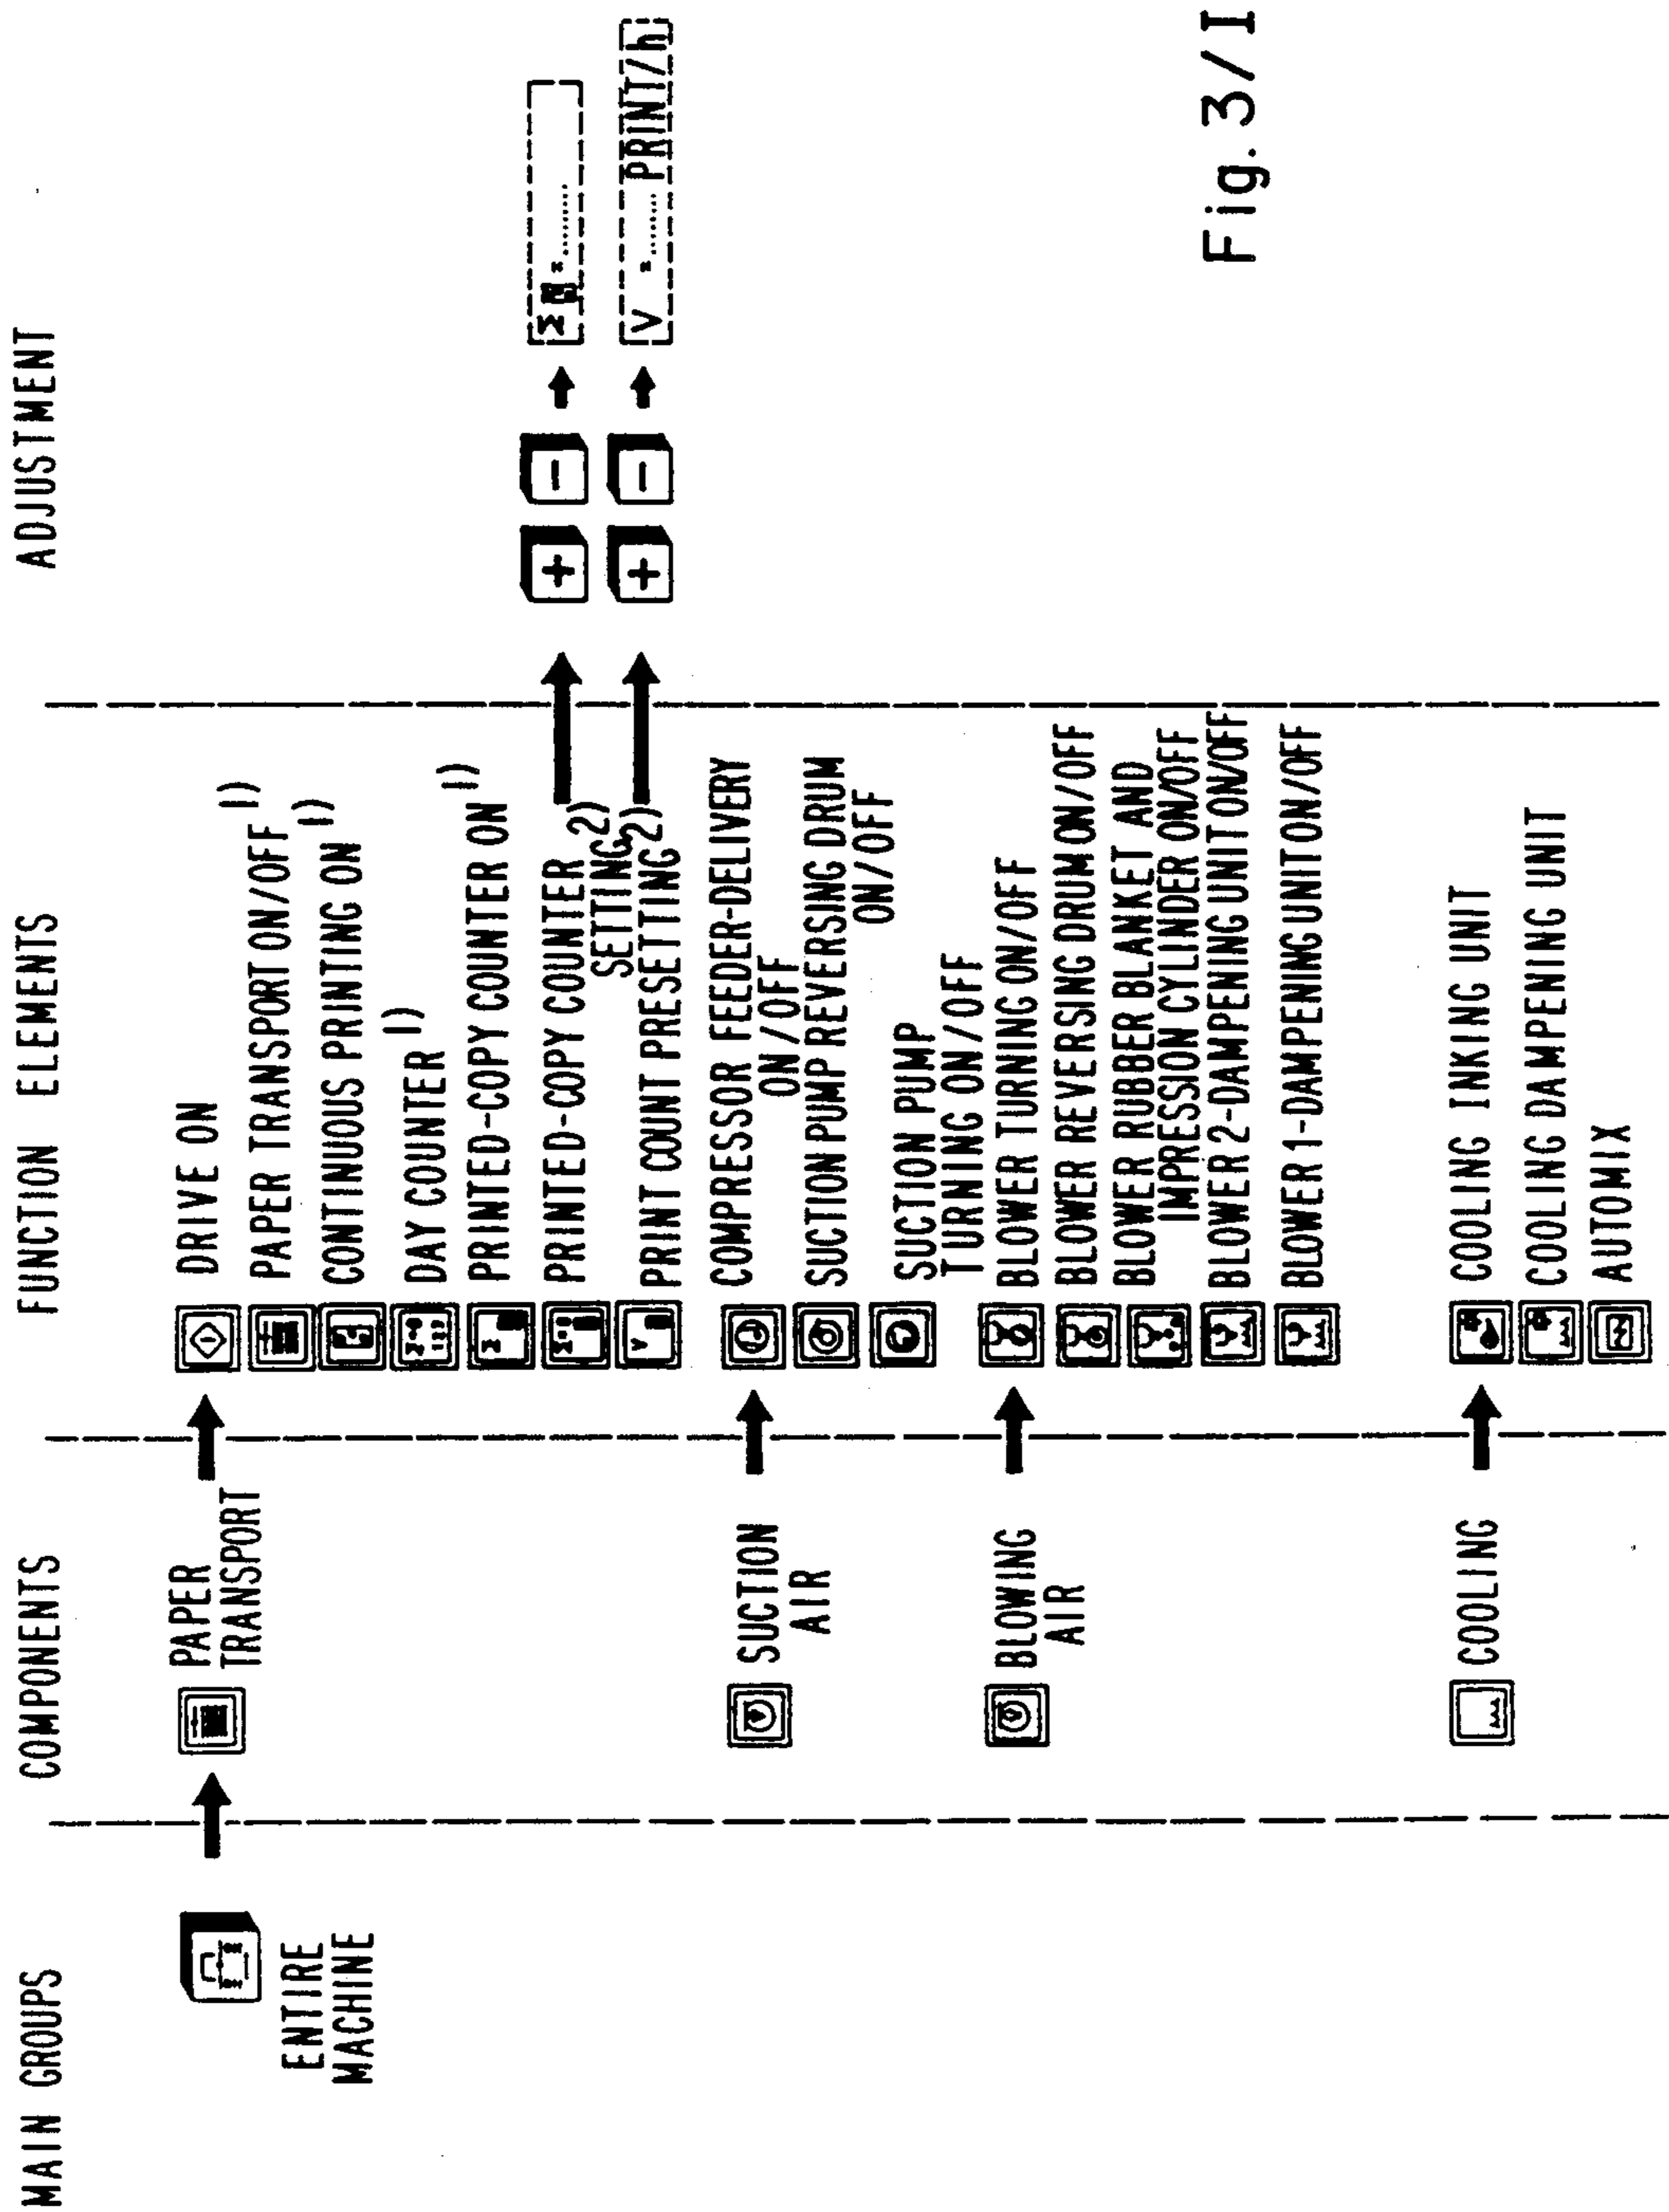 MAIN GROUPS
COMPONENTS
FUNCTION ELEMENTS
ADJUSTMENT
ENTIRE
MACHINE
PAPER
TRANSPORT
DRIVE ON
PAPER TRANSPORT ON/OFF 1)
CONTINUOUS PRINTING ON 1)
DAY COUNTER 1)
PRINTED-COPY COUNTER ON 1)
PRINTED-COPY COUNTER
SETTING 2)
+ -
Σ =........
PRINT COUNT PRESETTING 2)
+ -
V =........PRINT/h
SUCTION
AIR
COMPRESSOR FEEDER-DELIVERY
ON/OFF
SUCTION PUMP REVERSING DRUM
ON/OFF
SUCTION PUMP
TURNING ON/OFF
BLOWING
AIR
BLOWER TURNING ON/OFF
BLOWER REVERSING DRUM ON/OFF
BLOWER RUBBER BLANKET AND
IMPRESSION CYLINDER ON/OFF
BLOWER 2-DAMPENING UNIT ON/OFF
BLOWER 1-DAMPENING UNIT ON/OFF
COOLING
COOLING INKING UNIT
COOLING DAMPENING UNIT
AUTOMIX
Fig. 3/I